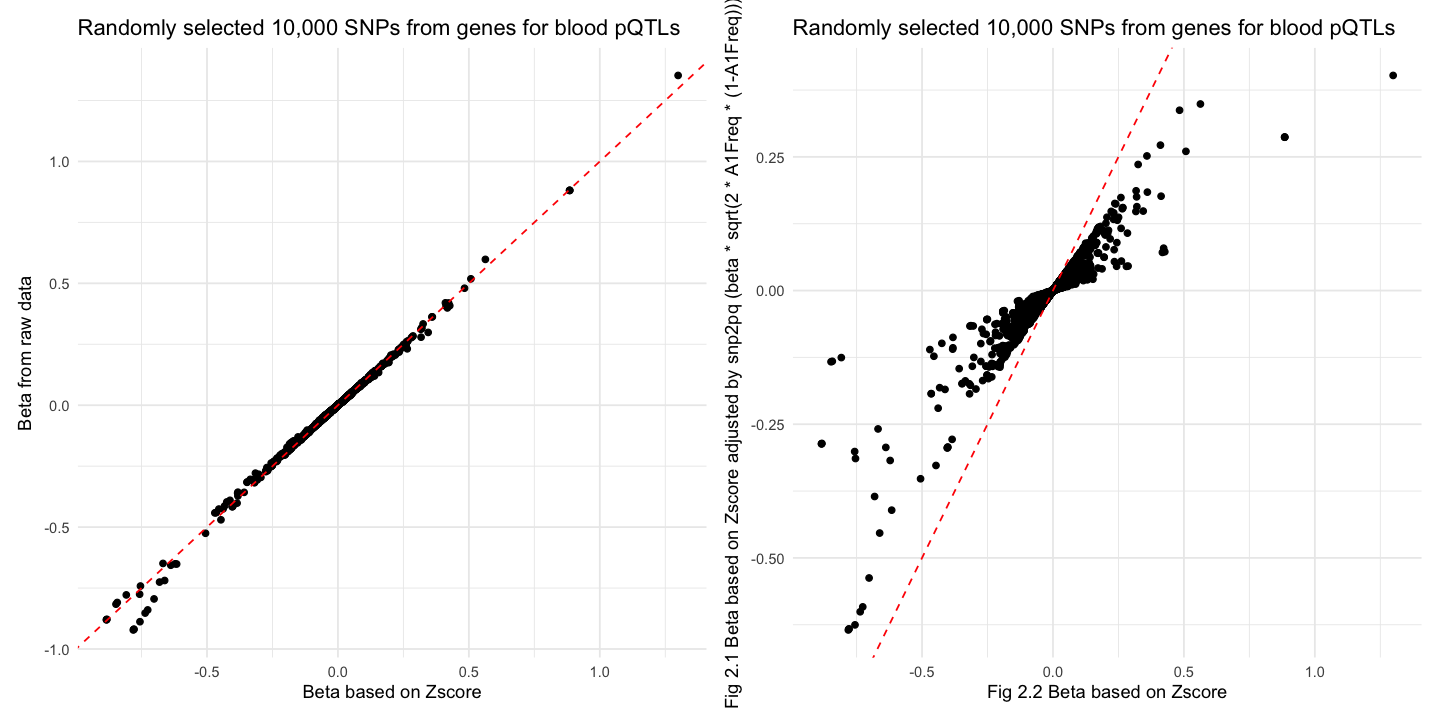 Randomly selected 10,000 SNPs from genes for blood pQTLs
Beta from raw data
1.0
0.5
0.0
-0.5
-1.0
-0.5
0.0
0.5
1.0
Beta based on Zscore
Randomly selected 10,000 SNPs from genes for blood pQTLs
Fig 2.1 Beta based on Zscore adjusted by snp2pq (beta * sqrt(2 * A1Freq * (1-A1Freq)))
0.25
0.00
-0.25
-0.50
-0.5
0.0
0.5
1.0
Fig 2.2 Beta based on Zscore